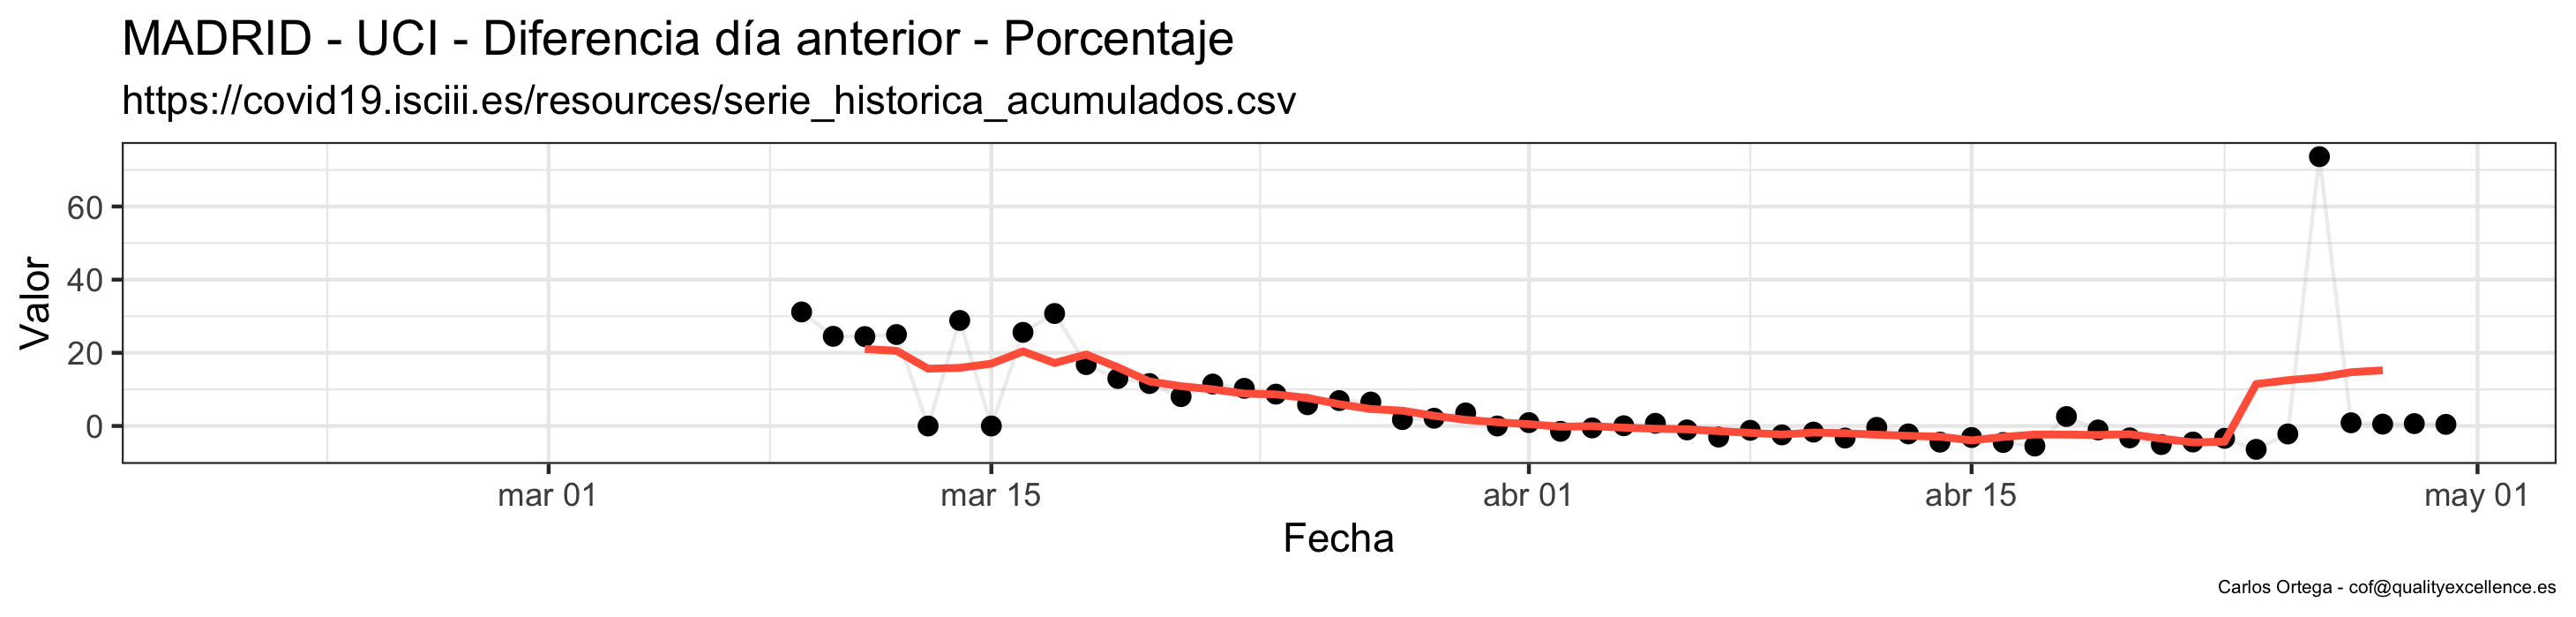 MADRID - UCI - Diferencia día anterior - Porcentaje
https://covid19.isciii.es/resources/serie_historica_acumulados.csv
Valor
60
40
20
0
mar 01
mar 15
abr 01
abr 15
may 01
Fecha
Carlos Ortega - cof@qualityexcellence.es